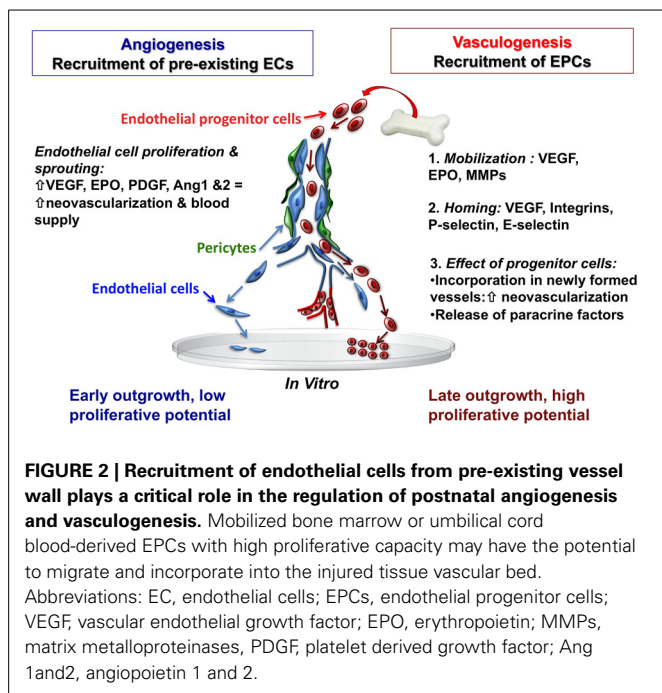 Angiogenesis
Recruitment of pre-existing ECs
Vasculogenesis
Recruitment of EPCs
Endothelial progenitor cells
Endothelial cell proliferation &
sprouting:
⇧VEGF, EPO, PDGF, Ang1 &2 =
⇧neovascularization & blood
supply
Pericytes
Endothelial cells
1. Mobilization : VEGF,
EPO, MMPs
2. Homing: VEGF, Integrins,
P-selectin, E-selectin
3. Effect of progenitor cells:
•Incorporation in newly formed
vessels:⇧ neovascularization
•Release of paracrine factors
In Vitro
Early outgrowth, low
proliferative potential
Late outgrowth, high
proliferative potential
FIGURE 2 | Recruitment of endothelial cells from pre-existing vessel
wall plays a critical role in the regulation of postnatal angiogenesis
and vasculogenesis. Mobilized bone marrow or umbilical cord
blood-derived EPCs with high proliferative capacity may have the potential
to migrate and incorporate into the injured tissue vascular bed.
Abbreviations: EC, endothelial cells; EPCs, endothelial progenitor cells;
VEGF, vascular endothelial growth factor; EPO, erythropoietin; MMPs,
matrix metalloproteinases, PDGF, platelet derived growth factor; Ang
1and2, angiopoietin 1 and 2.